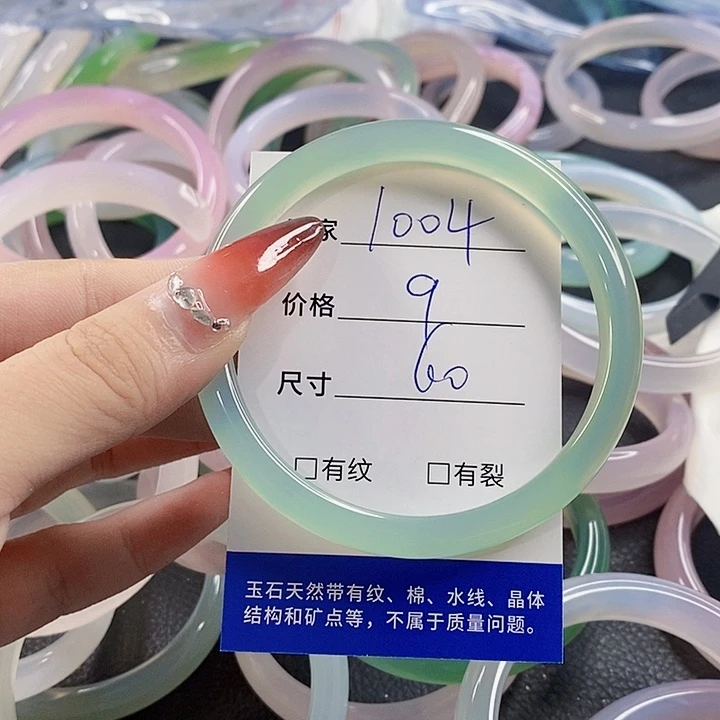 家 1004
价格 9
尺寸 60
□有纹 □有裂
玉石天然带有纹、棉、水线、晶体
结构和矿点等，不属于质量问题。